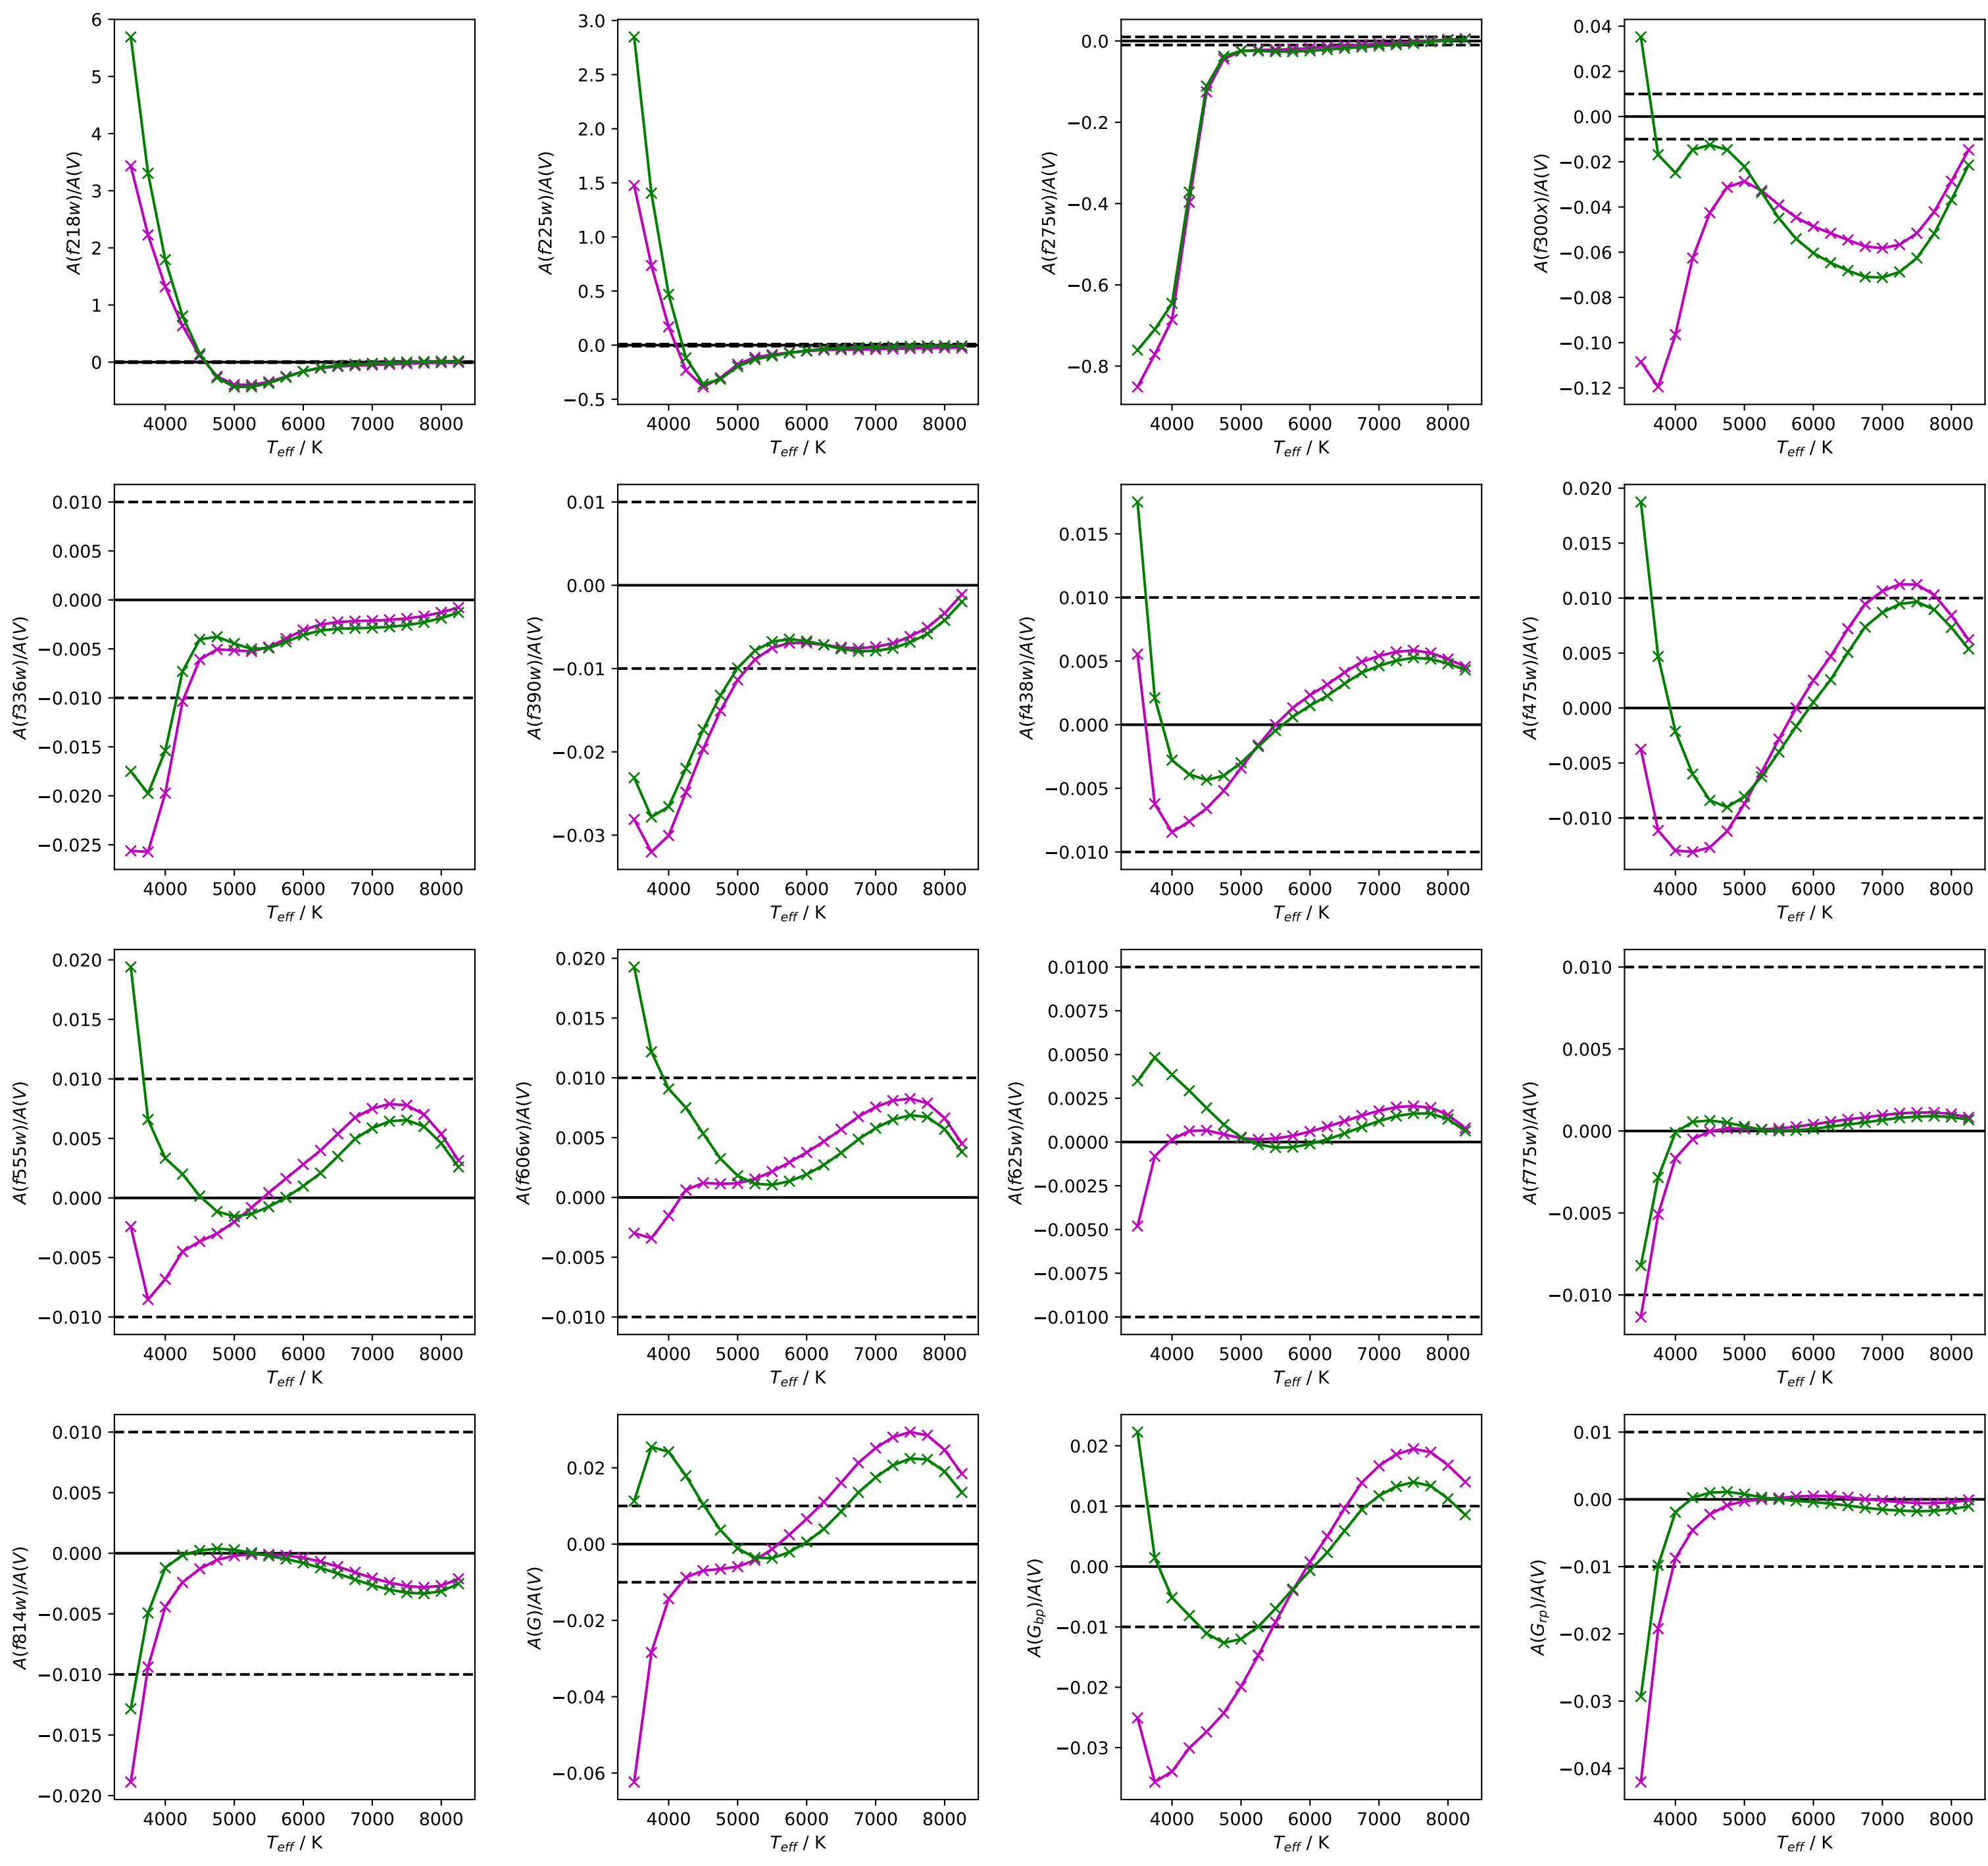 A(f218w)/A(V)
6
5
4
3
2
1
0
4000 5000 6000 7000 8000
T_eff / K
A(f225w)/A(V)
3.0
2.5
2.0
1.5
1.0
0.5
0.0
−0.5
4000 5000 6000 7000 8000
T_eff / K
A(f275w)/A(V)
0.0
−0.2
−0.4
−0.6
−0.8
4000 5000 6000 7000 8000
T_eff / K
A(f300x)/A(V)
0.04
0.02
0.00
−0.02
−0.04
−0.06
−0.08
−0.10
−0.12
4000 5000 6000 7000 8000
T_eff / K
A(f336w)/A(V)
0.010
0.005
0.000
−0.005
−0.010
−0.015
−0.020
−0.025
4000 5000 6000 7000 8000
T_eff / K
A(f390w)/A(V)
0.01
0.00
−0.01
−0.02
−0.03
4000 5000 6000 7000 8000
T_eff / K
A(f438w)/A(V)
0.015
0.010
0.005
0.000
−0.005
−0.010
4000 5000 6000 7000 8000
T_eff / K
A(f475w)/A(V)
0.020
0.015
0.010
0.005
0.000
−0.005
−0.010
4000 5000 6000 7000 8000
T_eff / K
A(f555w)/A(V)
0.020
0.015
0.010
0.005
0.000
−0.005
−0.010
4000 5000 6000 7000 8000
T_eff / K
A(f606w)/A(V)
0.020
0.015
0.010
0.005
0.000
−0.005
−0.010
4000 5000 6000 7000 8000
T_eff / K
A(f625w)/A(V)
0.0100
0.0075
0.0050
0.0025
0.0000
−0.0025
−0.0050
−0.0075
−0.0100
4000 5000 6000 7000 8000
T_eff / K
A(f775w)/A(V)
0.010
0.005
0.000
−0.005
−0.010
4000 5000 6000 7000 8000
T_eff / K
A(f814w)/A(V)
0.010
0.005
0.000
−0.005
−0.010
−0.015
−0.020
4000 5000 6000 7000 8000
T_eff / K
A(G)/A(V)
0.02
0.00
−0.02
−0.04
−0.06
4000 5000 6000 7000 8000
T_eff / K
A(G_bp)/A(V)
0.02
0.01
0.00
−0.01
−0.02
−0.03
4000 5000 6000 7000 8000
T_eff / K
A(G_rp)/A(V)
0.01
0.00
−0.01
−0.02
−0.03
−0.04
4000 5000 6000 7000 8000
T_eff / K